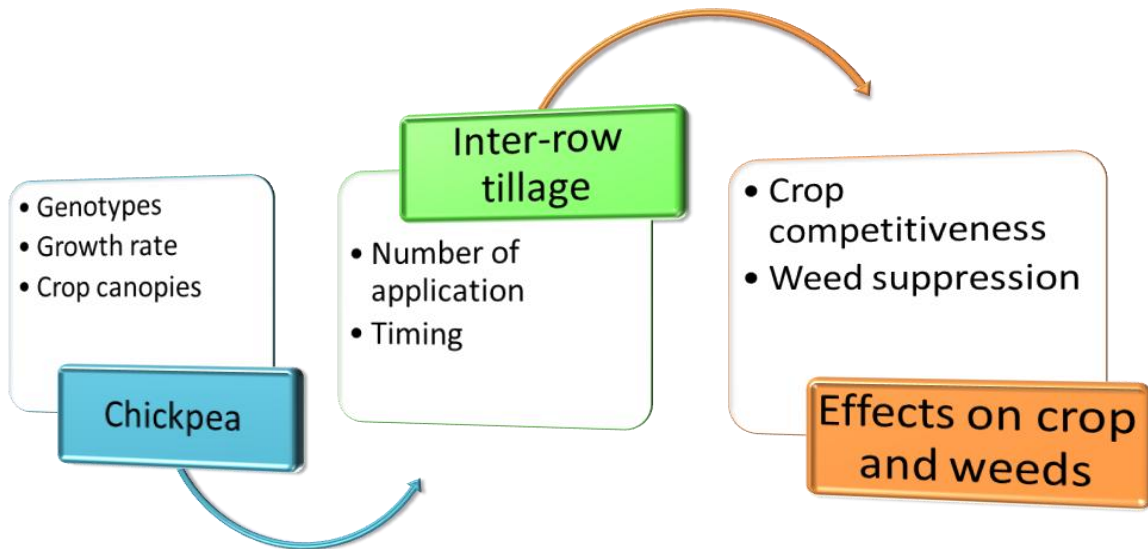 • Genotypes
• Growth rate
• Crop canopies
Chickpea
Inter-row
tillage
• Number of
application
• Timing
• Crop
competitiveness
• Weed suppression
Effects on crop
and weeds